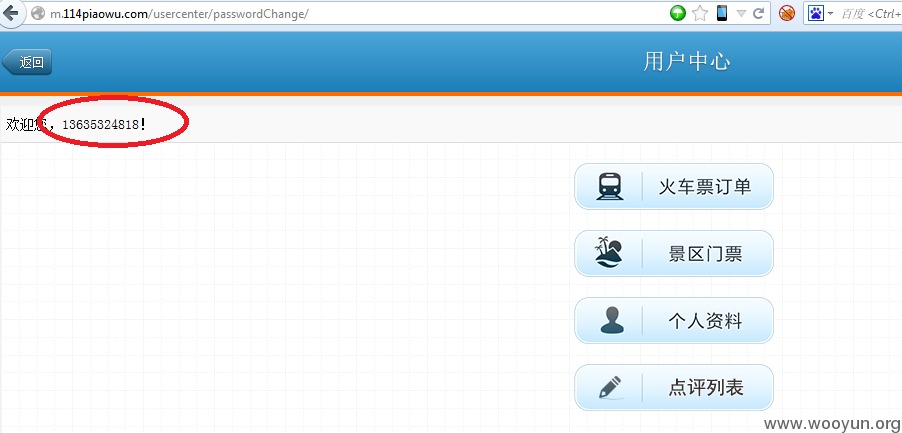 m.114piaowu.com/usercenter/passwordChange/
百度 <Ctrl+
返回
用户中心
欢迎您，13635324818！
火车票订单
景区门票
个人资料
点评列表
www.wooyun.org